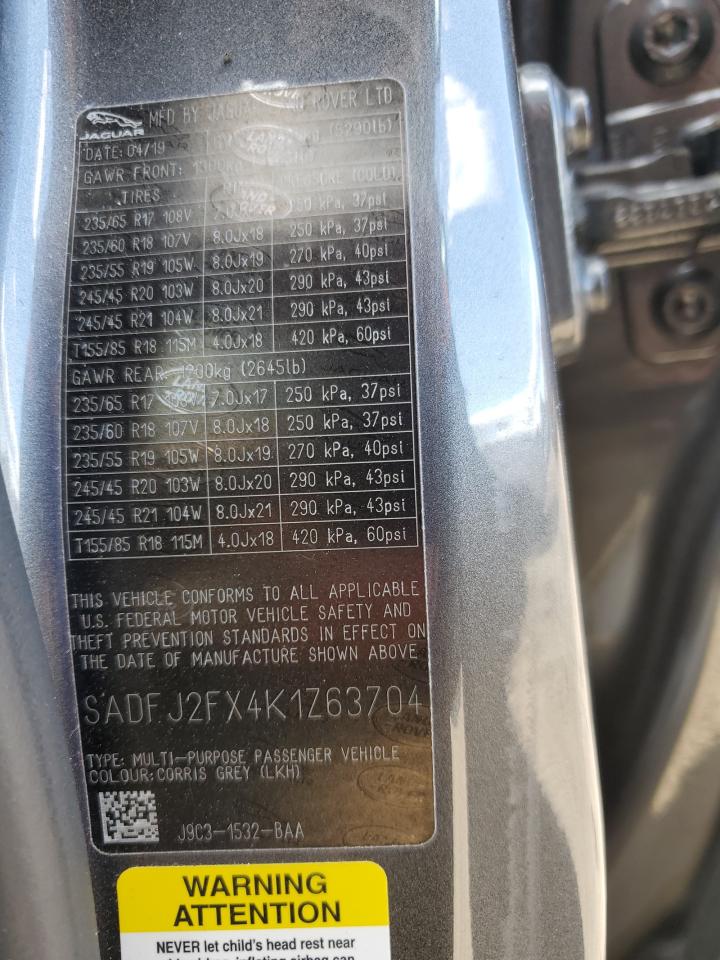 JAGUAR
MFD BY JAGUAR ROVER LTD
DATE: 04/19 (5290lb)
GAWR FRONT:
TIRES (COLD)
235/65 R17 108V kPa, 37psi
235/60 R18 107V 8.0Jx18 250 kPa, 37psi
235/55 R19 105W 8.0Jx19 270 kPa, 40psi
245/45 R20 103W 8.0Jx20 290 kPa, 43psi
245/45 R21 104W 8.0Jx21 290 kPa, 43psi
T155/85 R18 115M 4.0Jx18 420 kPa, 60psi
GAWR REAR: 1200kg (2645lb)
235/65 R17 7.0Jx17 250 kPa, 37psi
235/60 R18 107V 8.0Jx18 250 kPa, 37psi
235/55 R19 105W 8.0Jx19 270 kPa, 40psi
245/45 R20 103W 8.0Jx20 290 kPa, 43psi
245/45 R21 104W 8.0Jx21 290 kPa, 43psi
T155/85 R18 115M 4.0Jx18 420 kPa, 60psi
THIS VEHICLE CONFORMS TO ALL APPLICABLE
U.S. FEDERAL MOTOR VEHICLE SAFETY AND
THEFT PREVENTION STANDARDS IN EFFECT ON
THE DATE OF MANUFACTURE SHOWN ABOVE
SADFJ2FX4K1Z63704
TYPE: MULTI-PURPOSE PASSENGER VEHICLE
COLOUR:CORRIS GREY (LKH)
J9C3-1532-BAA
WARNING
ATTENTION
NEVER let child's head rest near
inflating airbag can